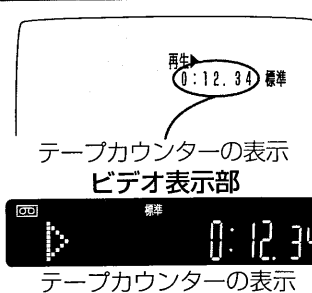 再生▶
0:12.34 標準
テープカウンターの表示
ビデオ表示部
標準
0:12.34
テープカウンターの表示